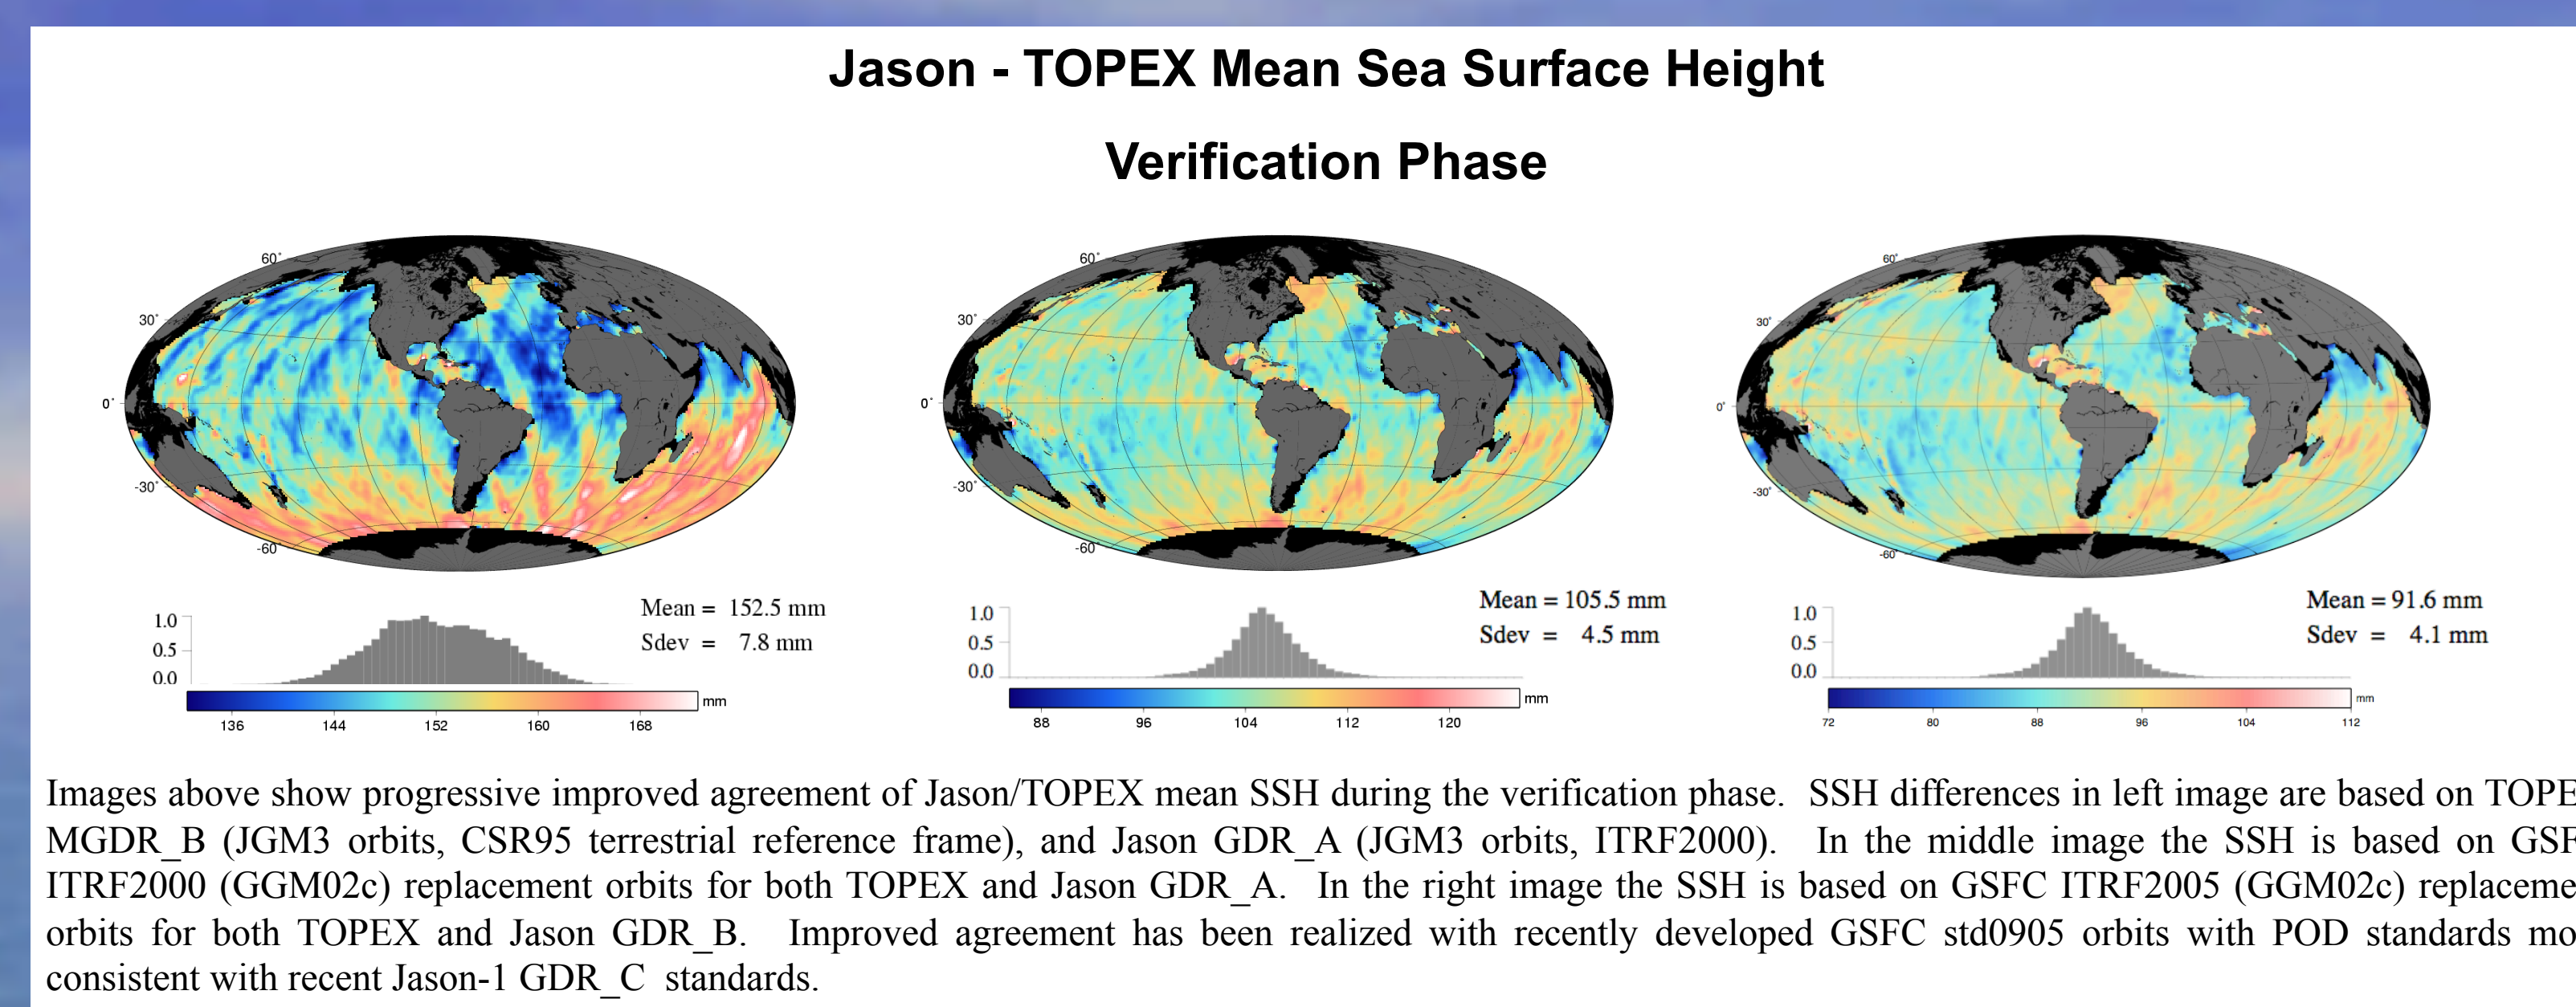 Jason - TOPEX Mean Sea Surface Height
Verification Phase
60°
30°
0°
-30°
-60°
60°
30°
0°
-30°
-60°
60°
30°
0°
-30°
-60°
1.0
0.5
0.0
Mean = 152.5 mm
Sdev = 7.8 mm
136 144 152 160 168 mm
1.0
0.5
0.0
Mean = 105.5 mm
Sdev = 4.5 mm
88 96 104 112 120 mm
1.0
0.5
0.0
Mean = 91.6 mm
Sdev = 4.1 mm
72 80 88 96 104 112 mm
Images above show progressive improved agreement of Jason/TOPEX mean SSH during the verification phase. SSH differences in left image are based on TOPE
MGDR_B (JGM3 orbits, CSR95 terrestrial reference frame), and Jason GDR_A (JGM3 orbits, ITRF2000). In the middle image the SSH is based on GSF
ITRF2000 (GGM02c) replacement orbits for both TOPEX and Jason GDR_A. In the right image the SSH is based on GSFC ITRF2005 (GGM02c) replaceme
orbits for both TOPEX and Jason GDR_B. Improved agreement has been realized with recently developed GSFC std0905 orbits with POD standards mo
consistent with recent Jason-1 GDR_C standards.